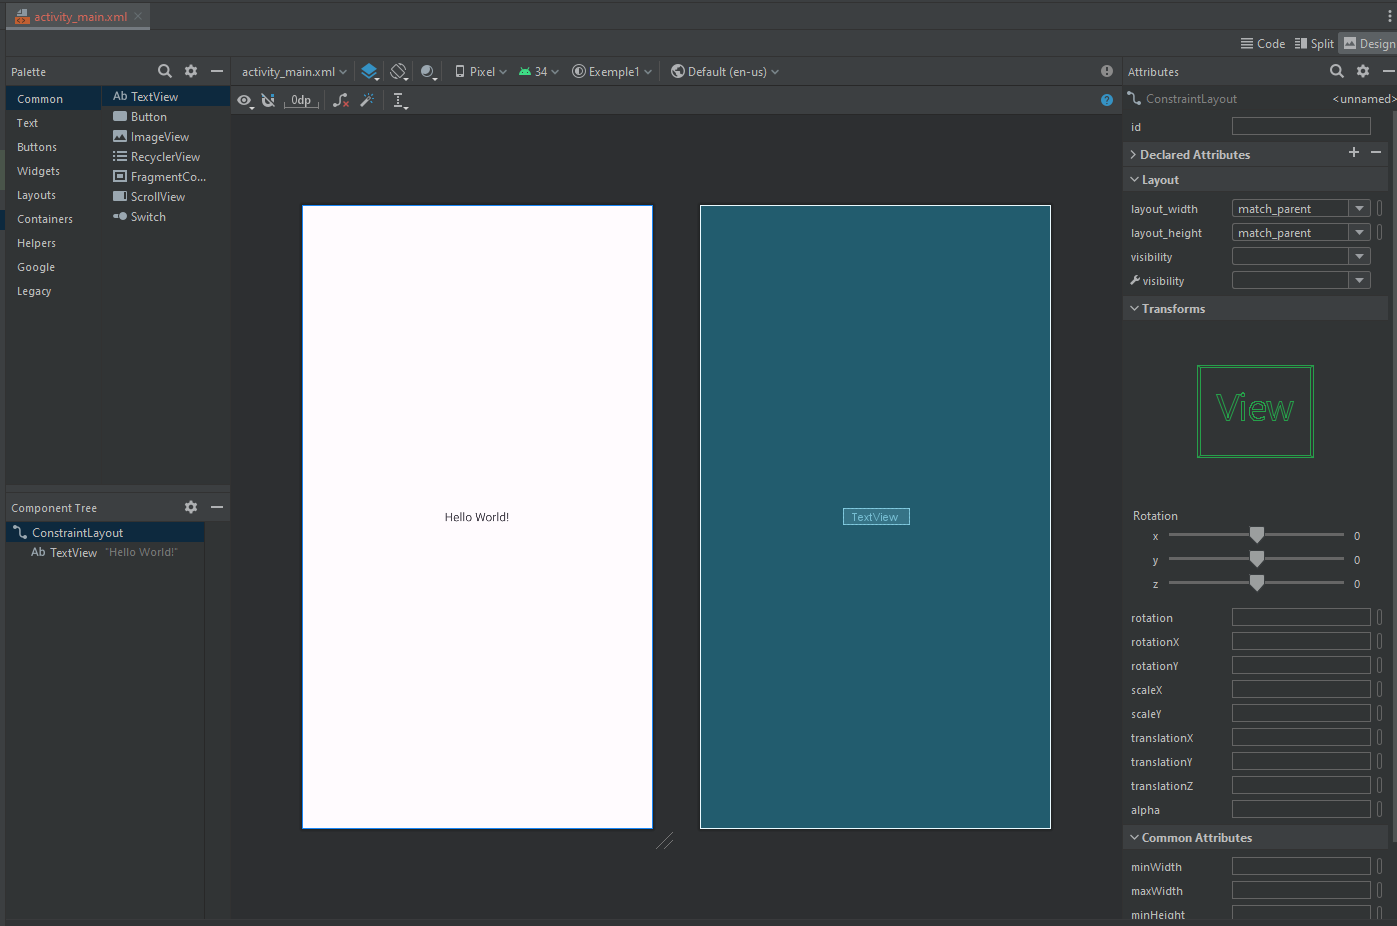 activity_main.xml
Code Split Design
Palette
activity_main.xml Pixel 34 Exemple1 Default (en-us)
0dp
Common
Text
Buttons
Widgets
Layouts
Containers
Helpers
Google
Legacy
Ab TextView
Button
ImageView
RecyclerView
FragmentCo...
ScrollView
Switch
Component Tree
ConstraintLayout
Ab TextView "Hello World!"
Hello World!
TextView
Attributes
ConstraintLayout <unnamed>
id
Declared Attributes
Layout
layout_width match_parent
layout_height match_parent
visibility
visibility
Transforms
View
Rotation
x 0
y 0
z 0
rotation
rotationX
rotationY
scaleX
scaleY
translationX
translationY
translationZ
alpha
Common Attributes
minWidth
maxWidth
minHeight